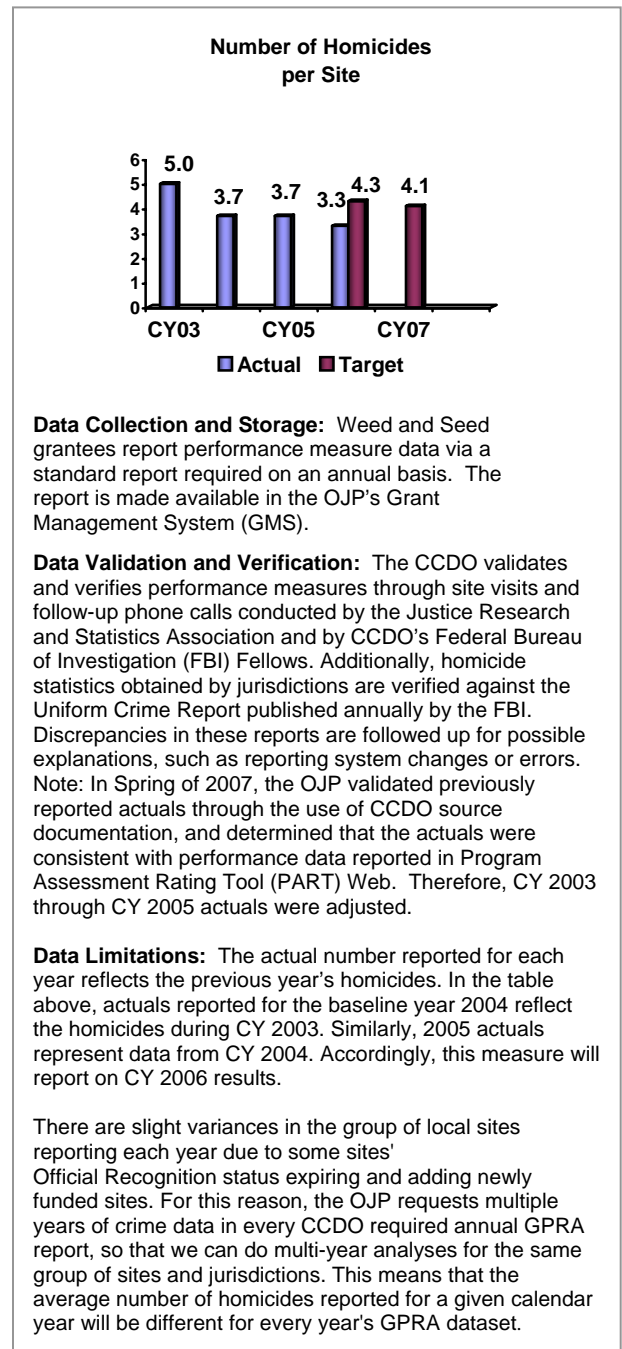 Number of Homicides
per Site
6
5
4
3
2
1
0
5.0
3.7
3.7
3.3
4.3
4.1
CY03
CY05
CY07
Actual
Target
Data Collection and Storage: Weed and Seed
grantees report performance measure data via a
standard report required on an annual basis. The
report is made available in the OJP's Grant
Management System (GMS).
Data Validation and Verification: The CCDO validates
and verifies performance measures through site visits and
follow-up phone calls conducted by the Justice Research
and Statistics Association and by CCDO's Federal Bureau
of Investigation (FBI) Fellows. Additionally, homicide
statistics obtained by jurisdictions are verified against the
Uniform Crime Report published annually by the FBI.
Discrepancies in these reports are followed up for possible
explanations, such as reporting system changes or errors.
Note: In Spring of 2007, the OJP validated previously
reported actuals through the use of CCDO source
documentation, and determined that the actuals were
consistent with performance data reported in Program
Assessment Rating Tool (PART) Web. Therefore, CY 2003
through CY 2005 actuals were adjusted.
Data Limitations: The actual number reported for each
year reflects the previous year's homicides. In the table
above, actuals reported for the baseline year 2004 reflect
the homicides during CY 2003. Similarly, 2005 actuals
represent data from CY 2004. Accordingly, this measure will
report on CY 2006 results.
There are slight variances in the group of local sites
reporting each year due to some sites'
Official Recognition status expiring and adding newly
funded sites. For this reason, the OJP requests multiple
years of crime data in every CCDO required annual GPRA
report, so that we can do multi-year analyses for the same
group of sites and jurisdictions. This means that the
average number of homicides reported for a given calendar
year will be different for every year's GPRA dataset.